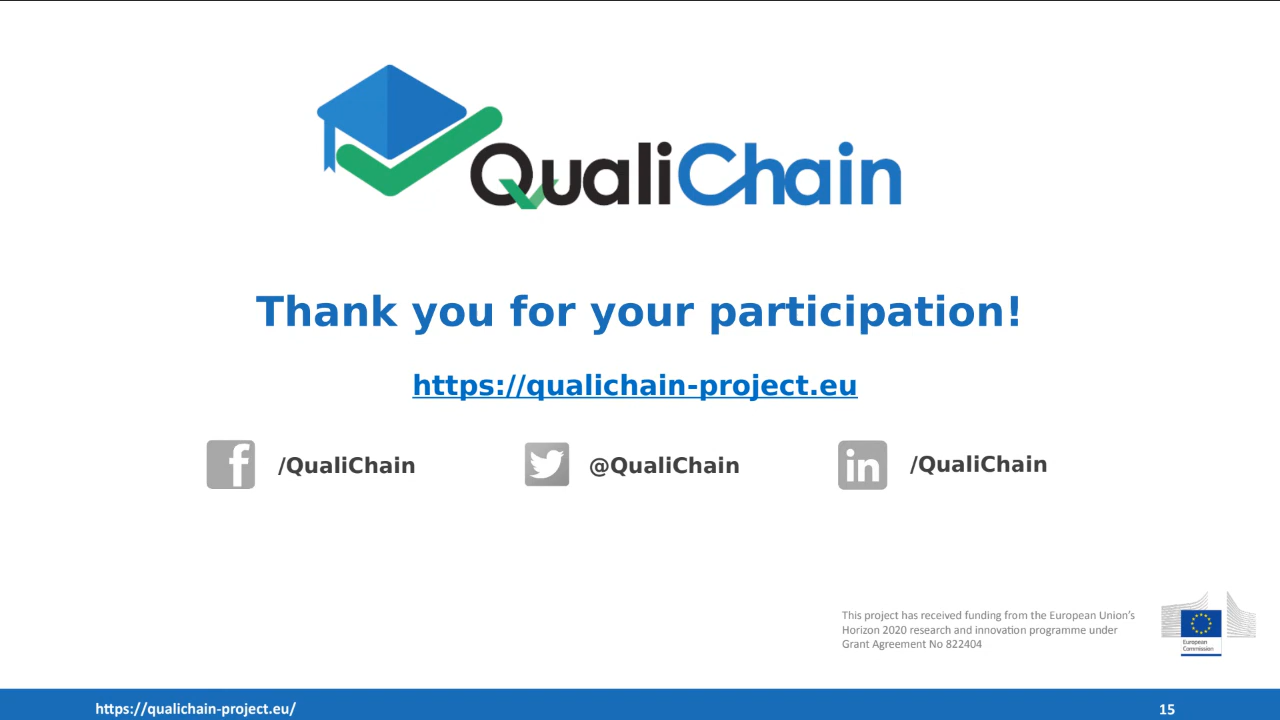 QualiChain
Thank you for your participation!
https://qualichain-project.eu
/QualiChain
@QualiChain
/QualiChain
This project has received funding from the European Union’s
Horizon 2020 research and innovation programme under
Grant Agreement No 822404
European
Commission
https://qualichain-project.eu/
15